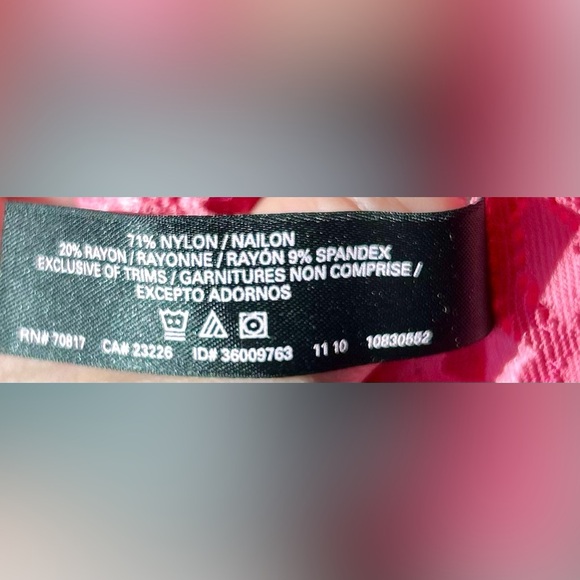 71% NYLON / NAILON
20% RAYON / RAYONNE / RAYÓN 9% SPANDEX
EXCLUSIVE OF TRIMS / GARNITURES NON COMPRISE /
EXCEPTO ADORNOS
RN# 70817 CA# 23226 ID# 36009763 11 10 10830552